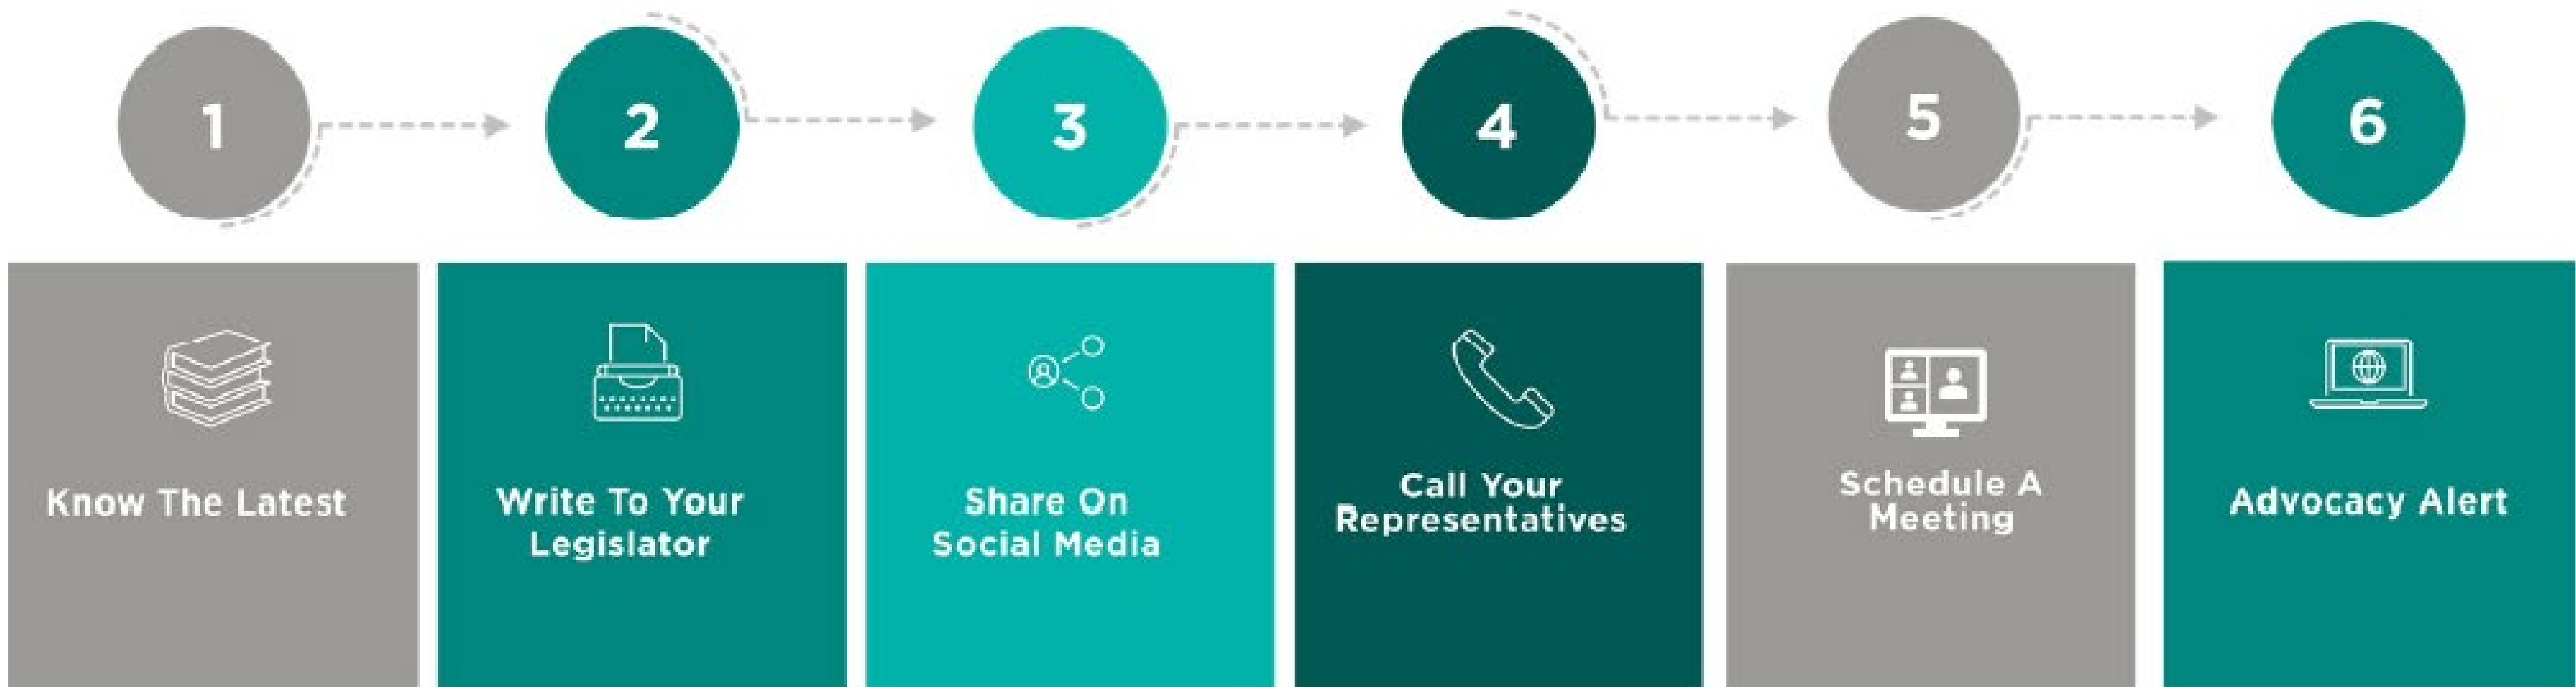 1
2
3
4
5
6
Know The Latest
Write To Your
Legislator
Share On
Social Media
Call Your
Representatives
Schedule A
Meeting
Advocacy Alert